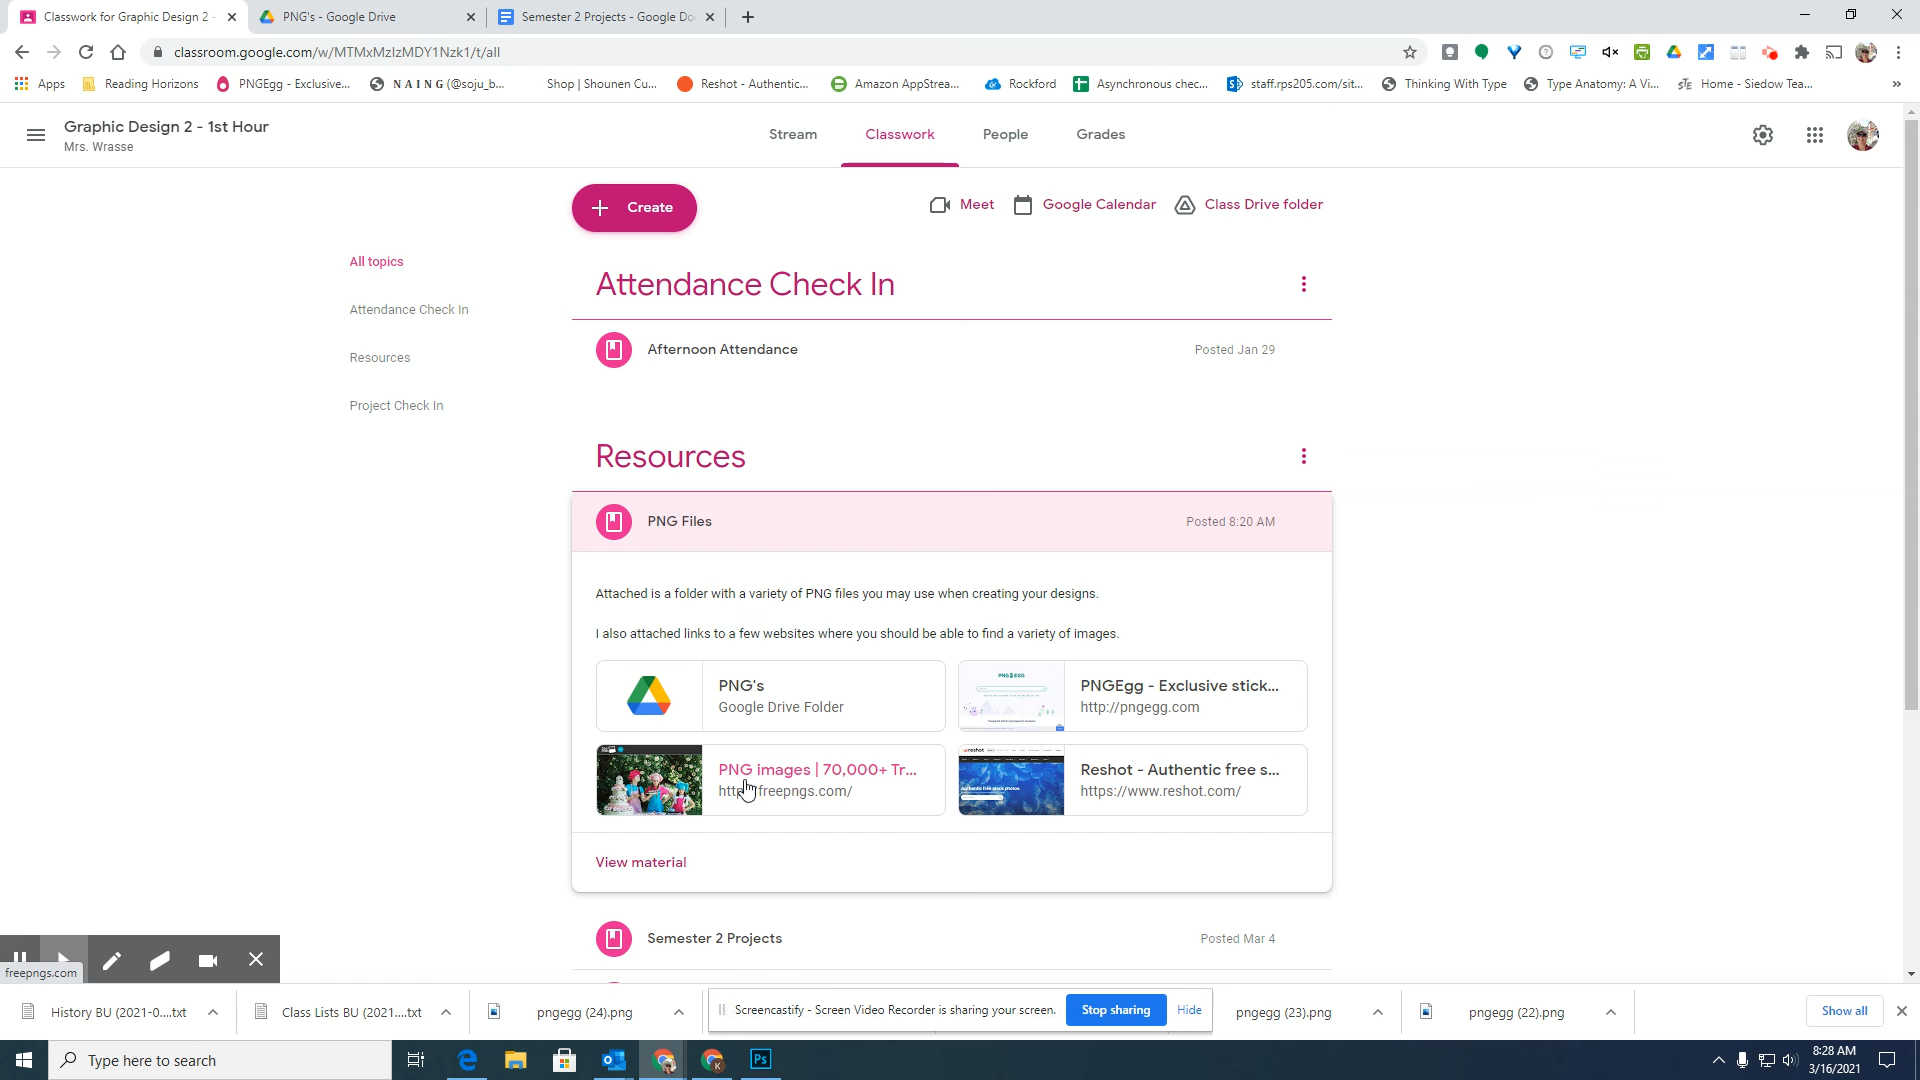 Classwork for Graphic Design 2 -
PNG's - Google Drive
Semester 2 Projects - Google Do
classroom.google.com/w/MTMxMzIzMDY1Nzk1/t/all
Apps
Reading Horizons
PNGEgg - Exclusive...
N A I N G (@soju_b...
Shop | Shounen Cu...
Reshot - Authentic...
Amazon AppStrea...
Rockford
Asynchronous chec...
staff.rps205.com/sit...
Thinking With Type
Type Anatomy: A Vi...
Home - Siedow Tea...
Graphic Design 2 - 1st Hour
Mrs. Wrasse
Stream
Classwork
People
Grades
Create
Meet
Google Calendar
Class Drive folder
All topics
Attendance Check In
Resources
Project Check In
Attendance Check In
Afternoon Attendance
Posted Jan 29
Resources
PNG Files
Posted 8:20 AM
Attached is a folder with a variety of PNG files you may use when creating your designs.
I also attached links to a few websites where you should be able to find a variety of images.
PNG's
Google Drive Folder
PNGEgg - Exclusive stick...
http://pngegg.com
PNG images | 70,000+ Tr...
freepngs.com/
Reshot - Authentic free s...
https://www.reshot.com/
View material
Semester 2 Projects
Posted Mar 4
freepngs.com
History BU (2021-0....txt
Class Lists BU (2021....txt
pngegg (24).png
Screencastify - Screen Video Recorder is sharing your screen.
Stop sharing
Hide
pngegg (23).png
pngegg (22).png
Show all
Type here to search
Ps
8:28 AM
3/16/2021